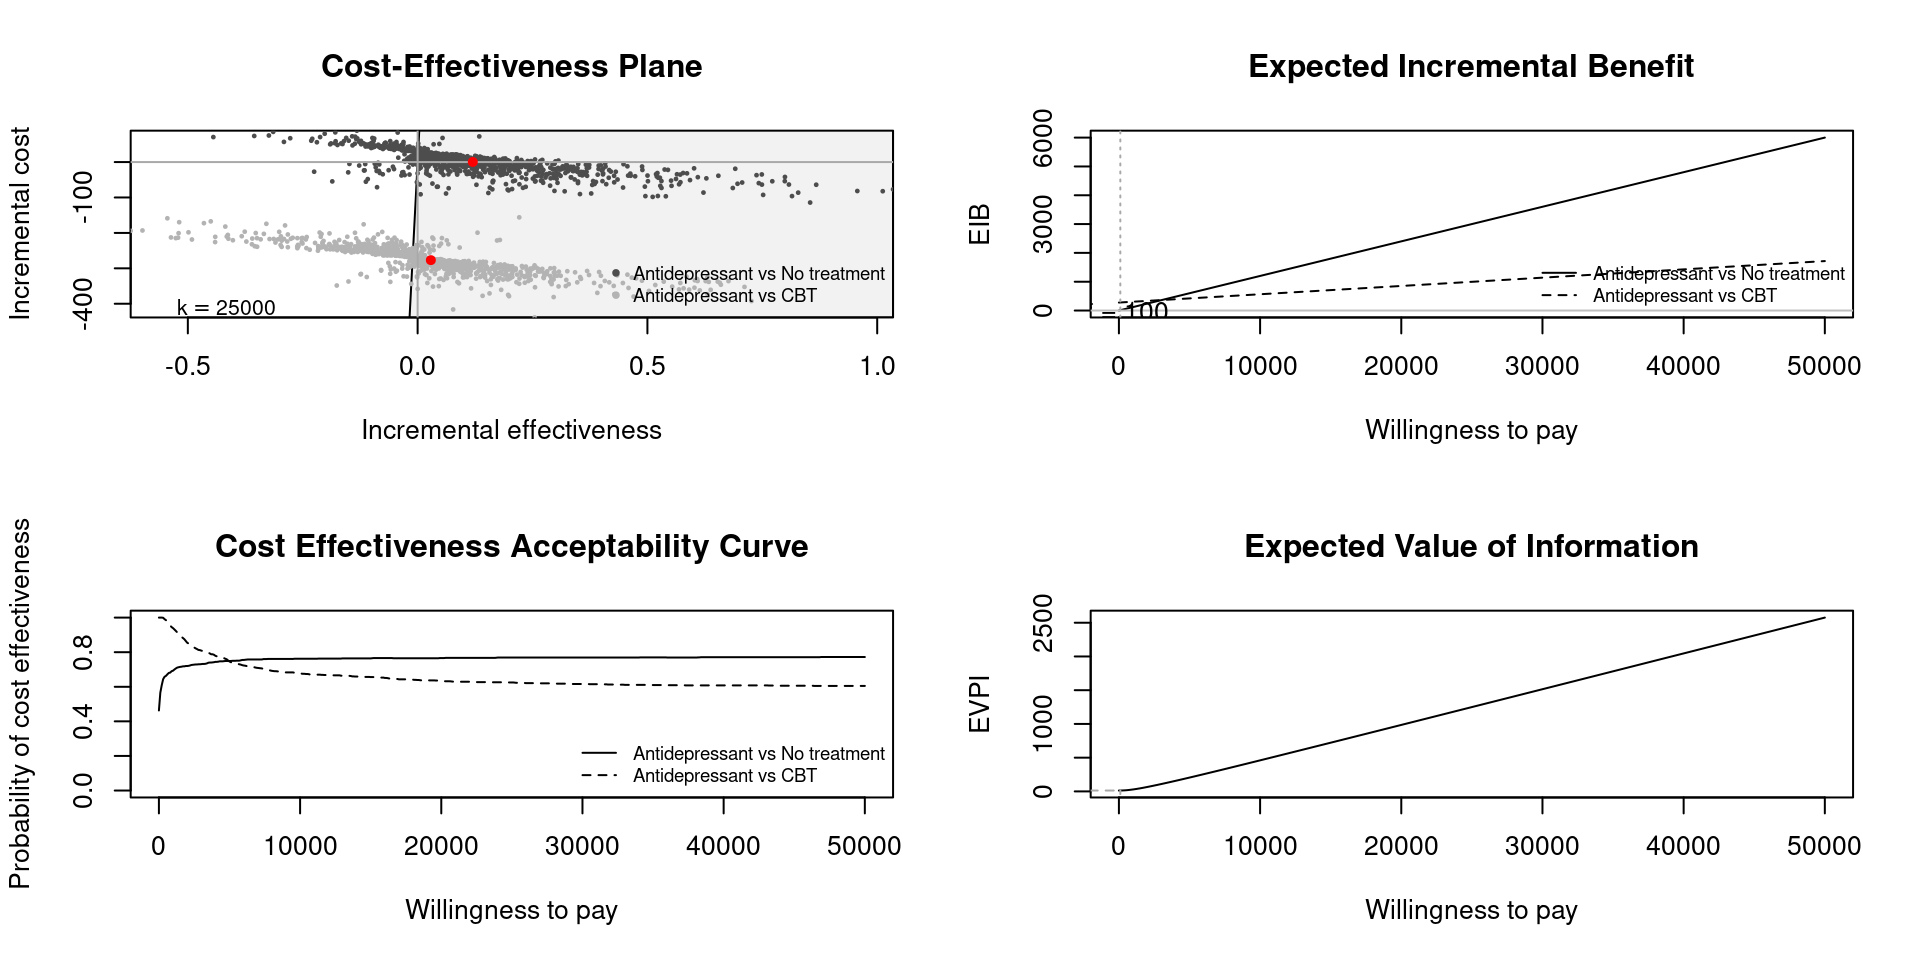 Cost-Effectiveness Plane
Incremental cost
-100
-400
k = 25000
Antidepressant vs No treatment
Antidepressant vs CBT
-0.5 0.0 0.5 1.0
Incremental effectiveness
Expected Incremental Benefit
EIB
6000
3000
0
100
Antidepressant vs No treatment
Antidepressant vs CBT
0 10000 20000 30000 40000 50000
Willingness to pay
Cost Effectiveness Acceptability Curve
Probability of cost effectiveness
0.8
0.4
0.0
Antidepressant vs No treatment
Antidepressant vs CBT
0 10000 20000 30000 40000 50000
Willingness to pay
Expected Value of Information
EVPI
2500
1000
0
0 10000 20000 30000 40000 50000
Willingness to pay